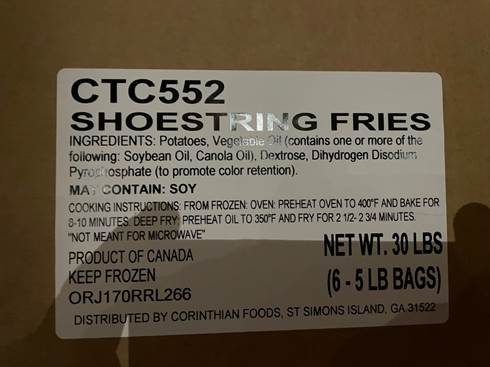 CTC552
SHOESTRING FRIES
INGREDIENTS: Potatoes, Vegetable Oil (contains one or more of the
following: Soybean Oil, Canola Oil), Dextrose, Dihydrogen Disodium
Pyrophosphate (to promote color retention).
MAY CONTAIN: SOY
COOKING INSTRUCTIONS: FROM FROZEN: OVEN: PREHEAT OVEN TO 400°F AND BAKE FOR
8-10 MINUTES. DEEP FRY: PREHEAT OIL TO 350°F AND FRY FOR 2 1/2- 2 3/4 MINUTES.
"NOT MEANT FOR MICROWAVE"
PRODUCT OF CANADA
KEEP FROZEN
ORJ170RRL266
NET WT. 30 LBS
(6 - 5 LB BAGS)
DISTRIBUTED BY CORINTHIAN FOODS, ST SIMONS ISLAND, GA 31522